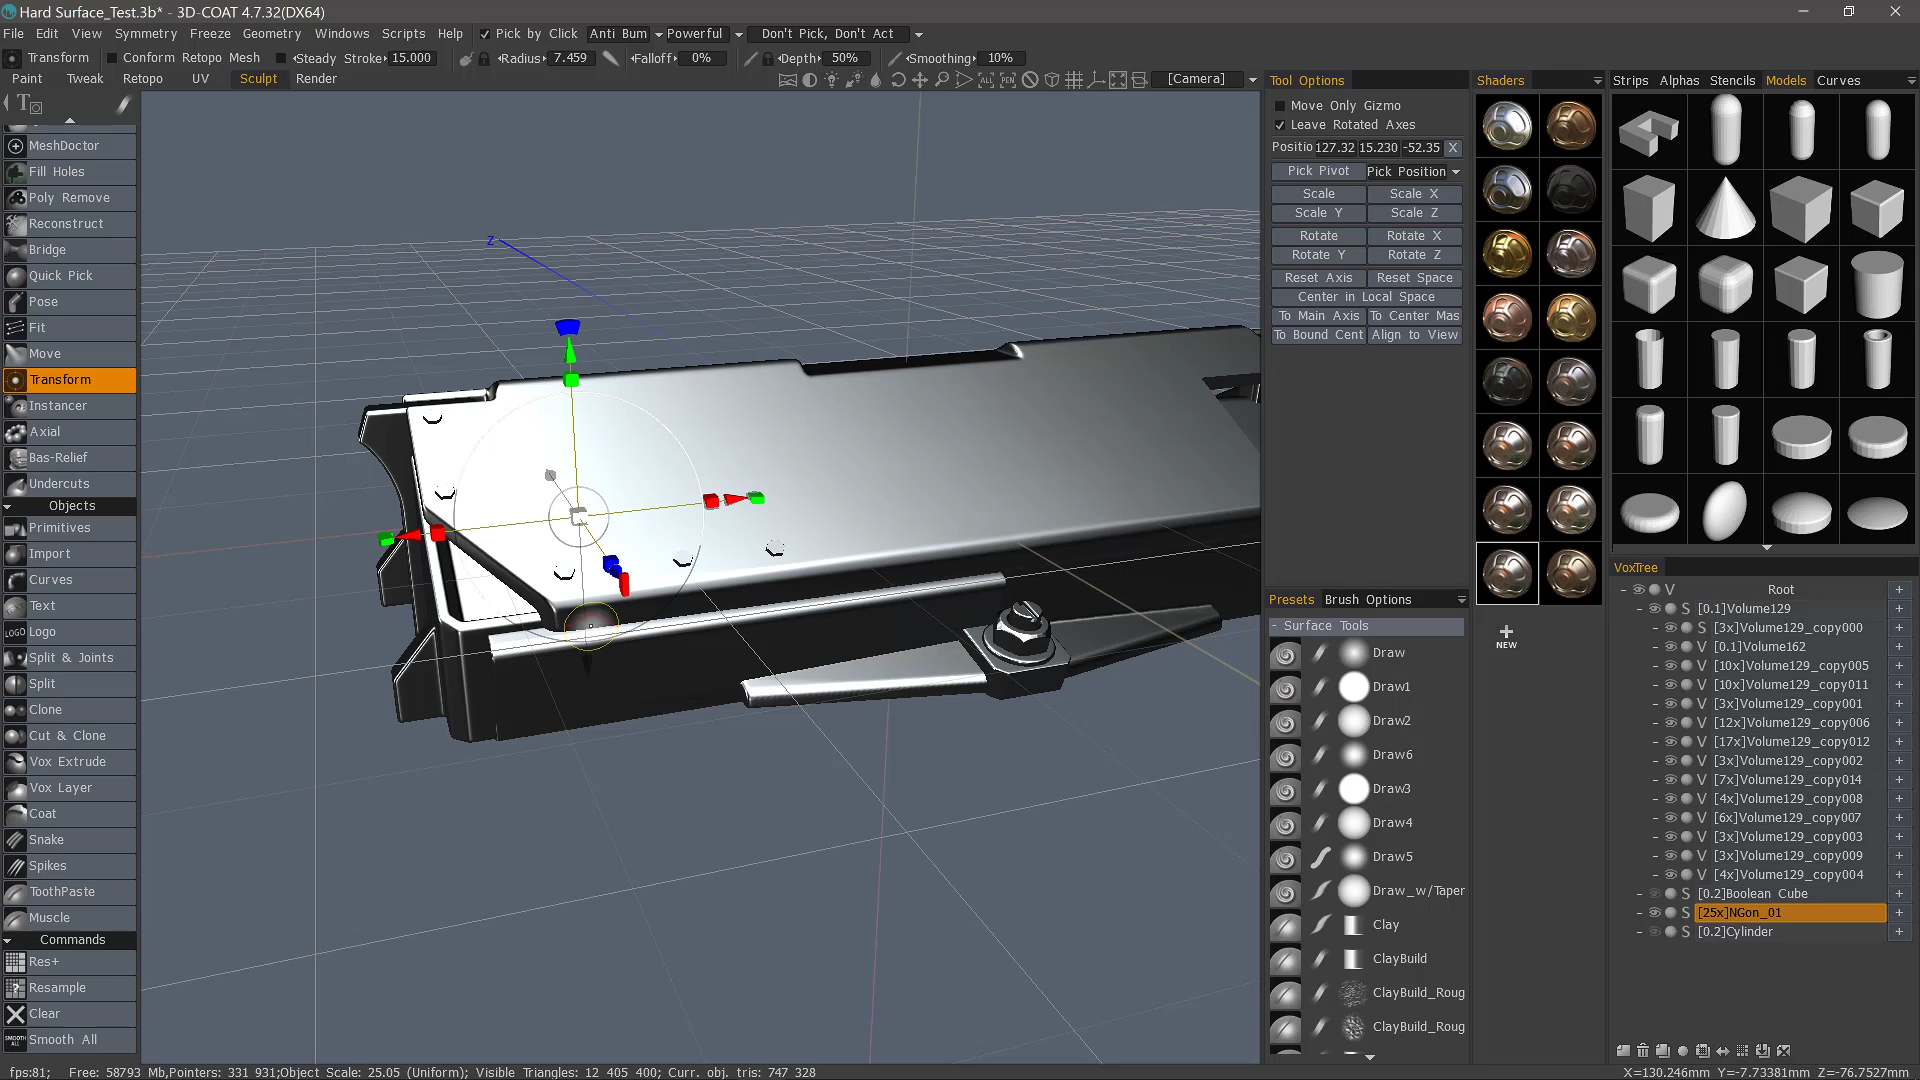 Hard Surface_Test.3b* - 3D-COAT 4.7.32(DX64)
File Edit View Symmetry Freeze Geometry Windows Scripts Help Pick by Click Anti Bum Powerful Don't Pick, Don't Act
Transform Conform Retopo Mesh Steady Stroke 15.000 Radius 7.459 Falloff 0% Depth 50% Smoothing 10%
Paint Tweak Retopo UV Sculpt Render [Camera]
MeshDoctor
Fill Holes
Poly Remove
Reconstruct
Bridge
Quick Pick
Pose
Fit
Move
Transform
Instancer
Axial
Bas-Relief
Undercuts
Objects
Primitives
Import
Curves
Text
LOGO Logo
Split & Joints
Split
Clone
Cut & Clone
Vox Extrude
Vox Layer
Coat
Snake
Spikes
ToothPaste
Muscle
Commands
Res+
Resample
Clear
SMOOTH ALL Smooth All
Z
Tool Options
Move Only Gizmo
Leave Rotated Axes
Positio 127.32 15.230 -52.35 X
Pick Pivot Pick Position
Scale Scale X
Scale Y Scale Z
Rotate Rotate X
Rotate Y Rotate Z
Reset Axis Reset Space
Center in Local Space
To Main Axis To Center Mas
To Bound Cent Align to View
Presets Brush Options
- Surface Tools
Draw
Draw1
Draw2
Draw6
Draw3
Draw4
Draw5
Draw_w/Taper
Clay
ClayBuild
ClayBuild_Roug
ClayBuild_Roug
Shaders
NEW
Strips Alphas Stencils Models Curves
VoxTree
V Root +
S [0.1]Volume129 +
S [3x]Volume129_copy000 +
V [0.1]Volume162 +
V [10x]Volume129_copy005 +
V [10x]Volume129_copy011 +
V [3x]Volume129_copy001 +
V [12x]Volume129_copy006 +
V [17x]Volume129_copy012 +
V [3x]Volume129_copy002 +
V [7x]Volume129_copy014 +
V [4x]Volume129_copy008 +
V [6x]Volume129_copy007 +
V [3x]Volume129_copy003 +
V [3x]Volume129_copy009 +
V [4x]Volume129_copy004 +
S [0.2]Boolean Cube +
S [25x]NGon_01 +
S [0.2]Cylinder +
fps:81; Free: 58793 Mb,Pointers: 331 931;Object Scale: 25.05 (Uniform); Visible Triangles: 12 405 400; Curr. obj. tris: 747 328
X=130.246mm Y=-7.73381mm Z=-76.7527mm